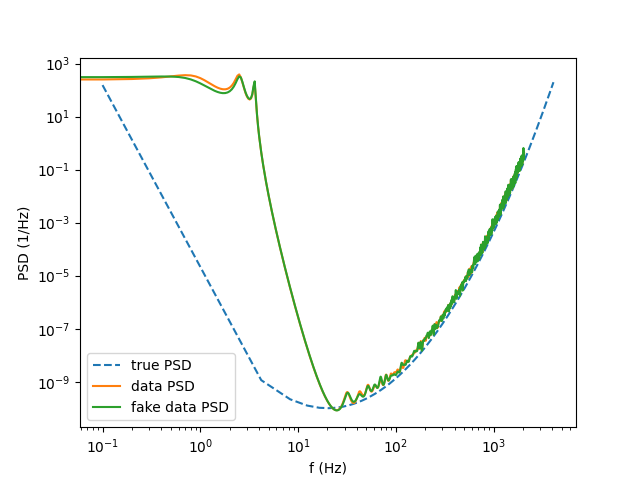 10³
10¹
10⁻¹
10⁻³
10⁻⁵
10⁻⁷
10⁻⁹
PSD (1/Hz)
true PSD
data PSD
fake data PSD
10⁻¹ 10⁰ 10¹ 10² 10³
f (Hz)